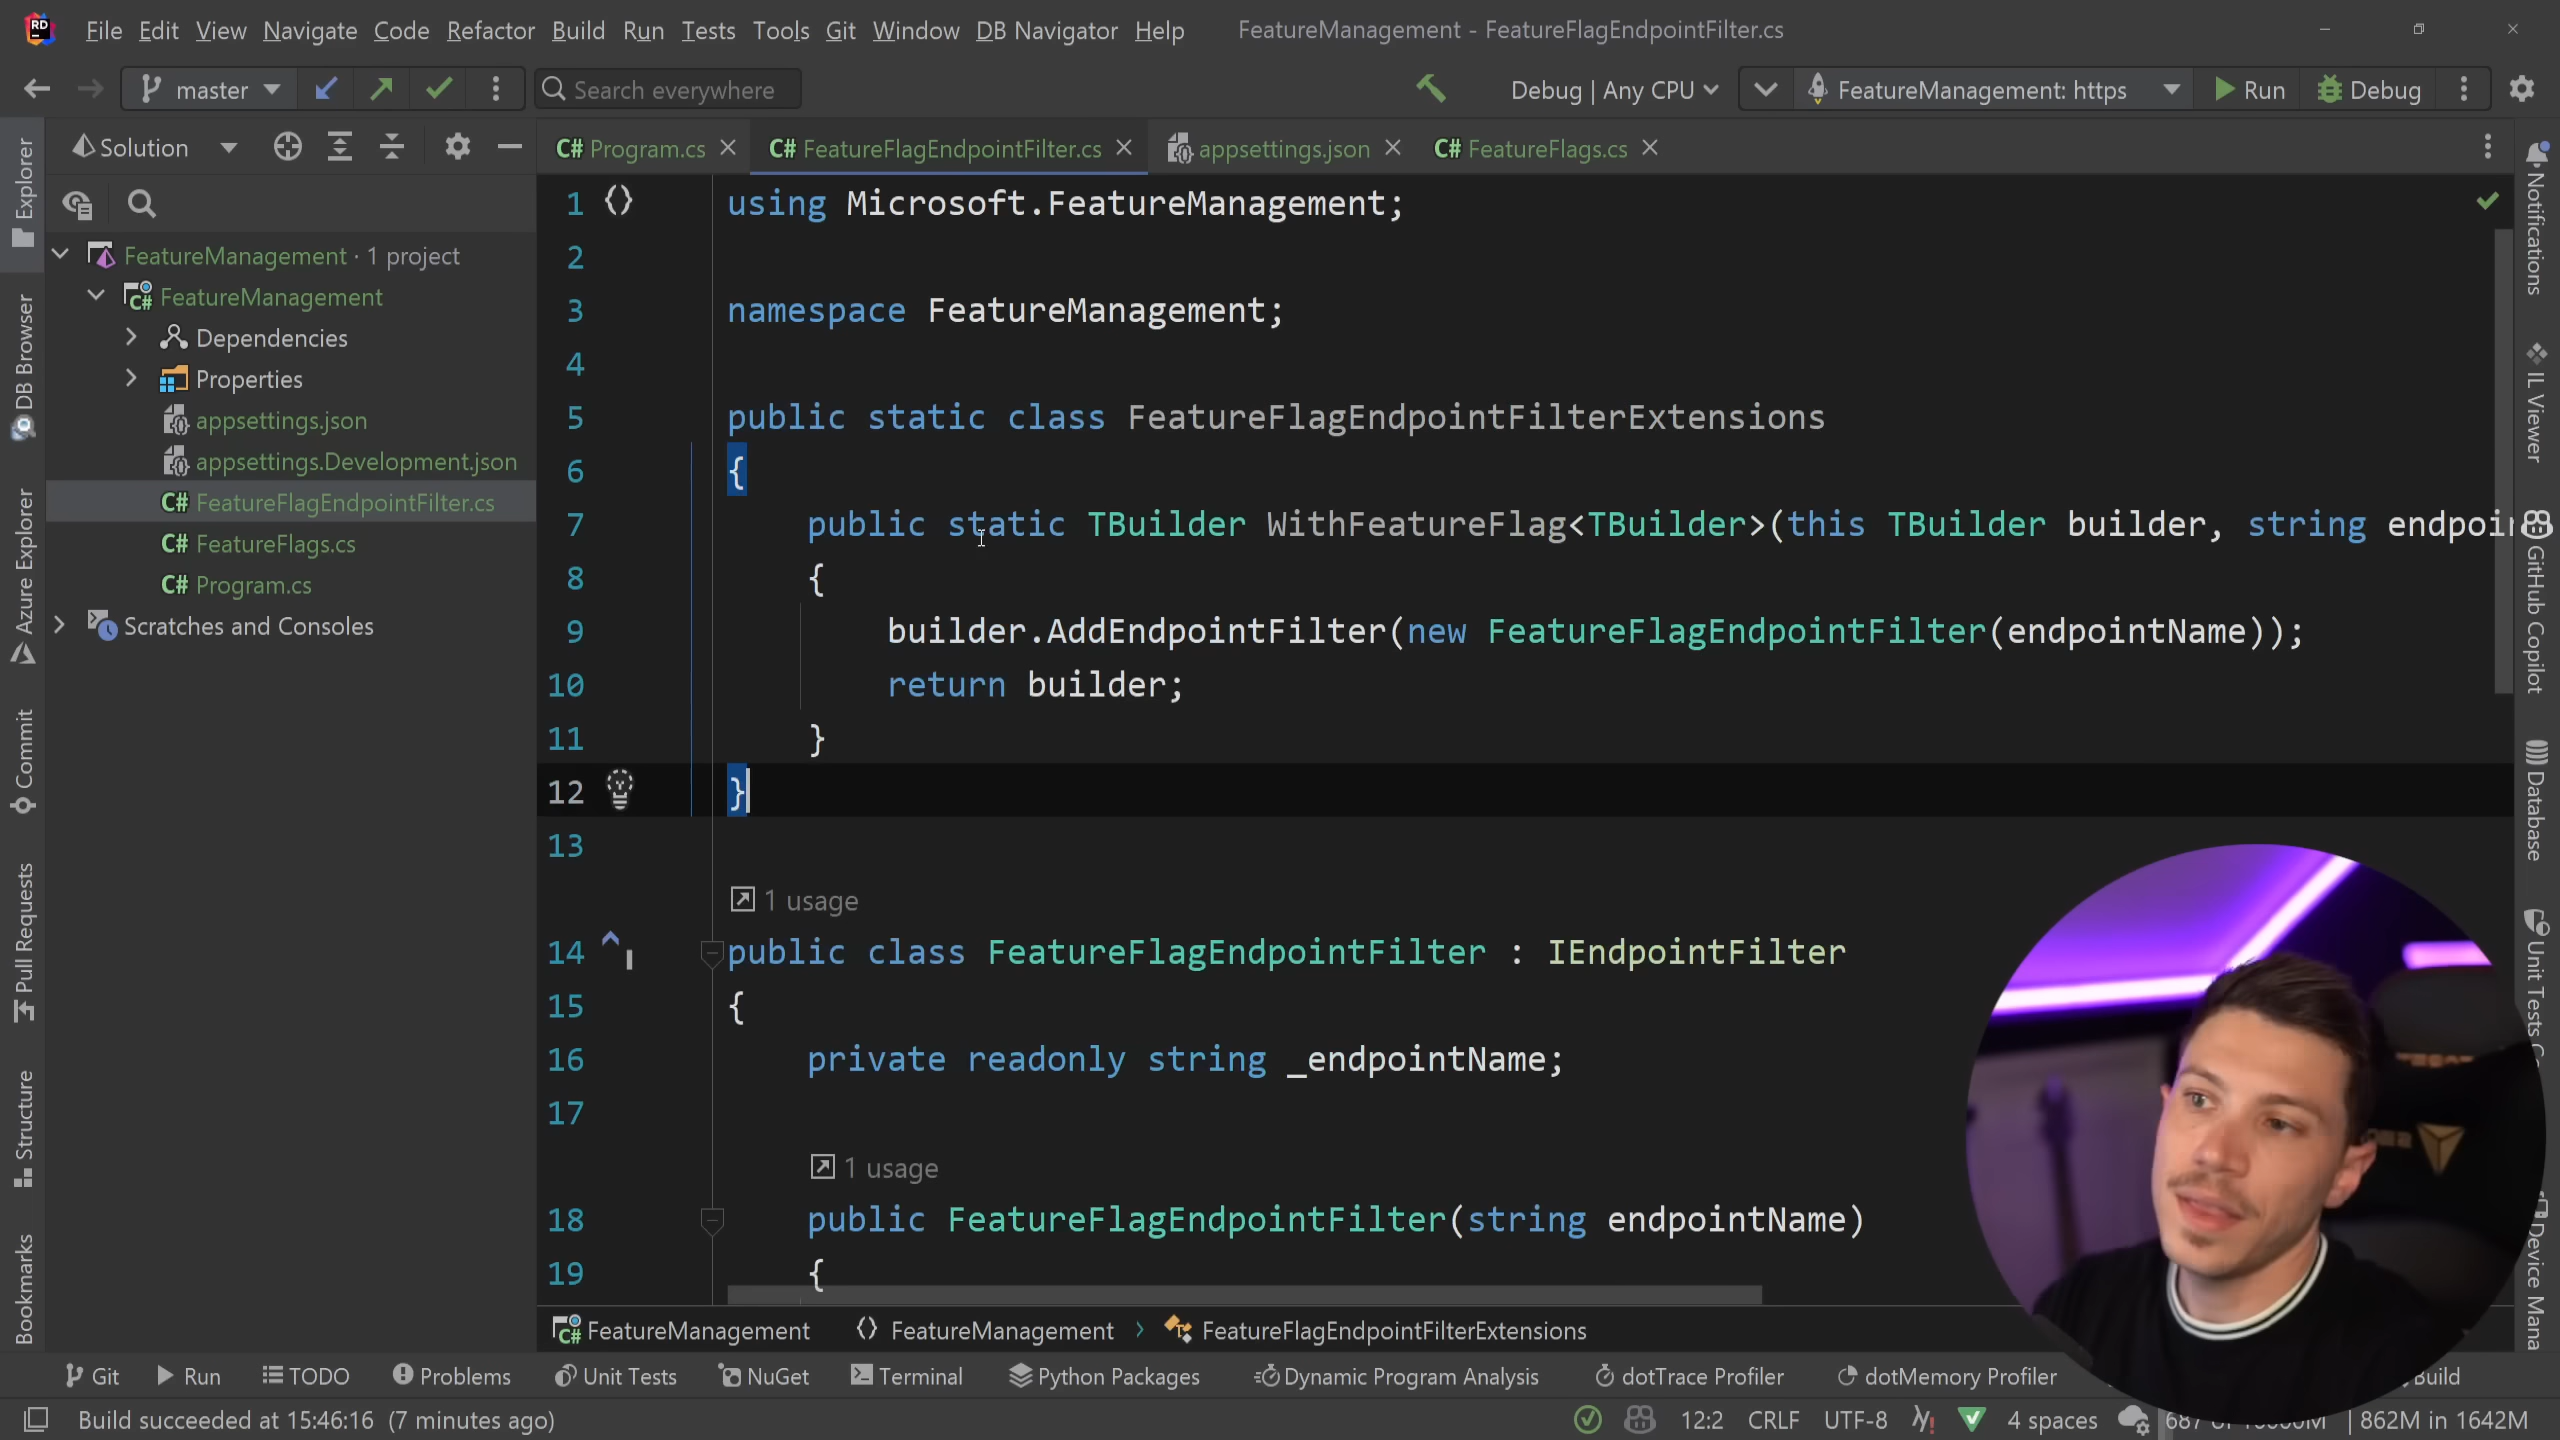 RD File Edit View Navigate Code Refactor Build Run Tests Tools Git Window DB Navigator Help FeatureManagement - FeatureFlagEndpointFilter.cs
master Search everywhere Debug | Any CPU FeatureManagement: https Run Debug
Solution
C# Program.cs C# FeatureFlagEndpointFilter.cs appsettings.json C# FeatureFlags.cs
FeatureManagement · 1 project
C# FeatureManagement
Dependencies
Properties
appsettings.json
appsettings.Development.json
C# FeatureFlagEndpointFilter.cs
C# FeatureFlags.cs
C# Program.cs
Scratches and Consoles
Explorer
DB Browser
Azure Explorer
Commit
Pull Requests
Structure
Bookmarks
1 using Microsoft.FeatureManagement;
2
3 namespace FeatureManagement;
4
5 public static class FeatureFlagEndpointFilterExtensions
6 {
7 public static TBuilder WithFeatureFlag<TBuilder>(this TBuilder builder, string endpoin
8 {
9 builder.AddEndpointFilter(new FeatureFlagEndpointFilter(endpointName));
10 return builder;
11 }
12 }
13
1 usage
14 public class FeatureFlagEndpointFilter : IEndpointFilter
15 {
16 private readonly string _endpointName;
17
1 usage
18 public FeatureFlagEndpointFilter(string endpointName)
19 {
Notifications
IL Viewer
GitHub Copilot
Database
Unit Tests C
Device Mana
C# FeatureManagement FeatureManagement › FeatureFlagEndpointFilterExtensions
Git Run TODO Problems Unit Tests NuGet Terminal Python Packages Dynamic Program Analysis dotTrace Profiler dotMemory Profiler Build
Build succeeded at 15:46:16 (7 minutes ago) 12:2 CRLF UTF-8 4 spaces 862M in 1642M